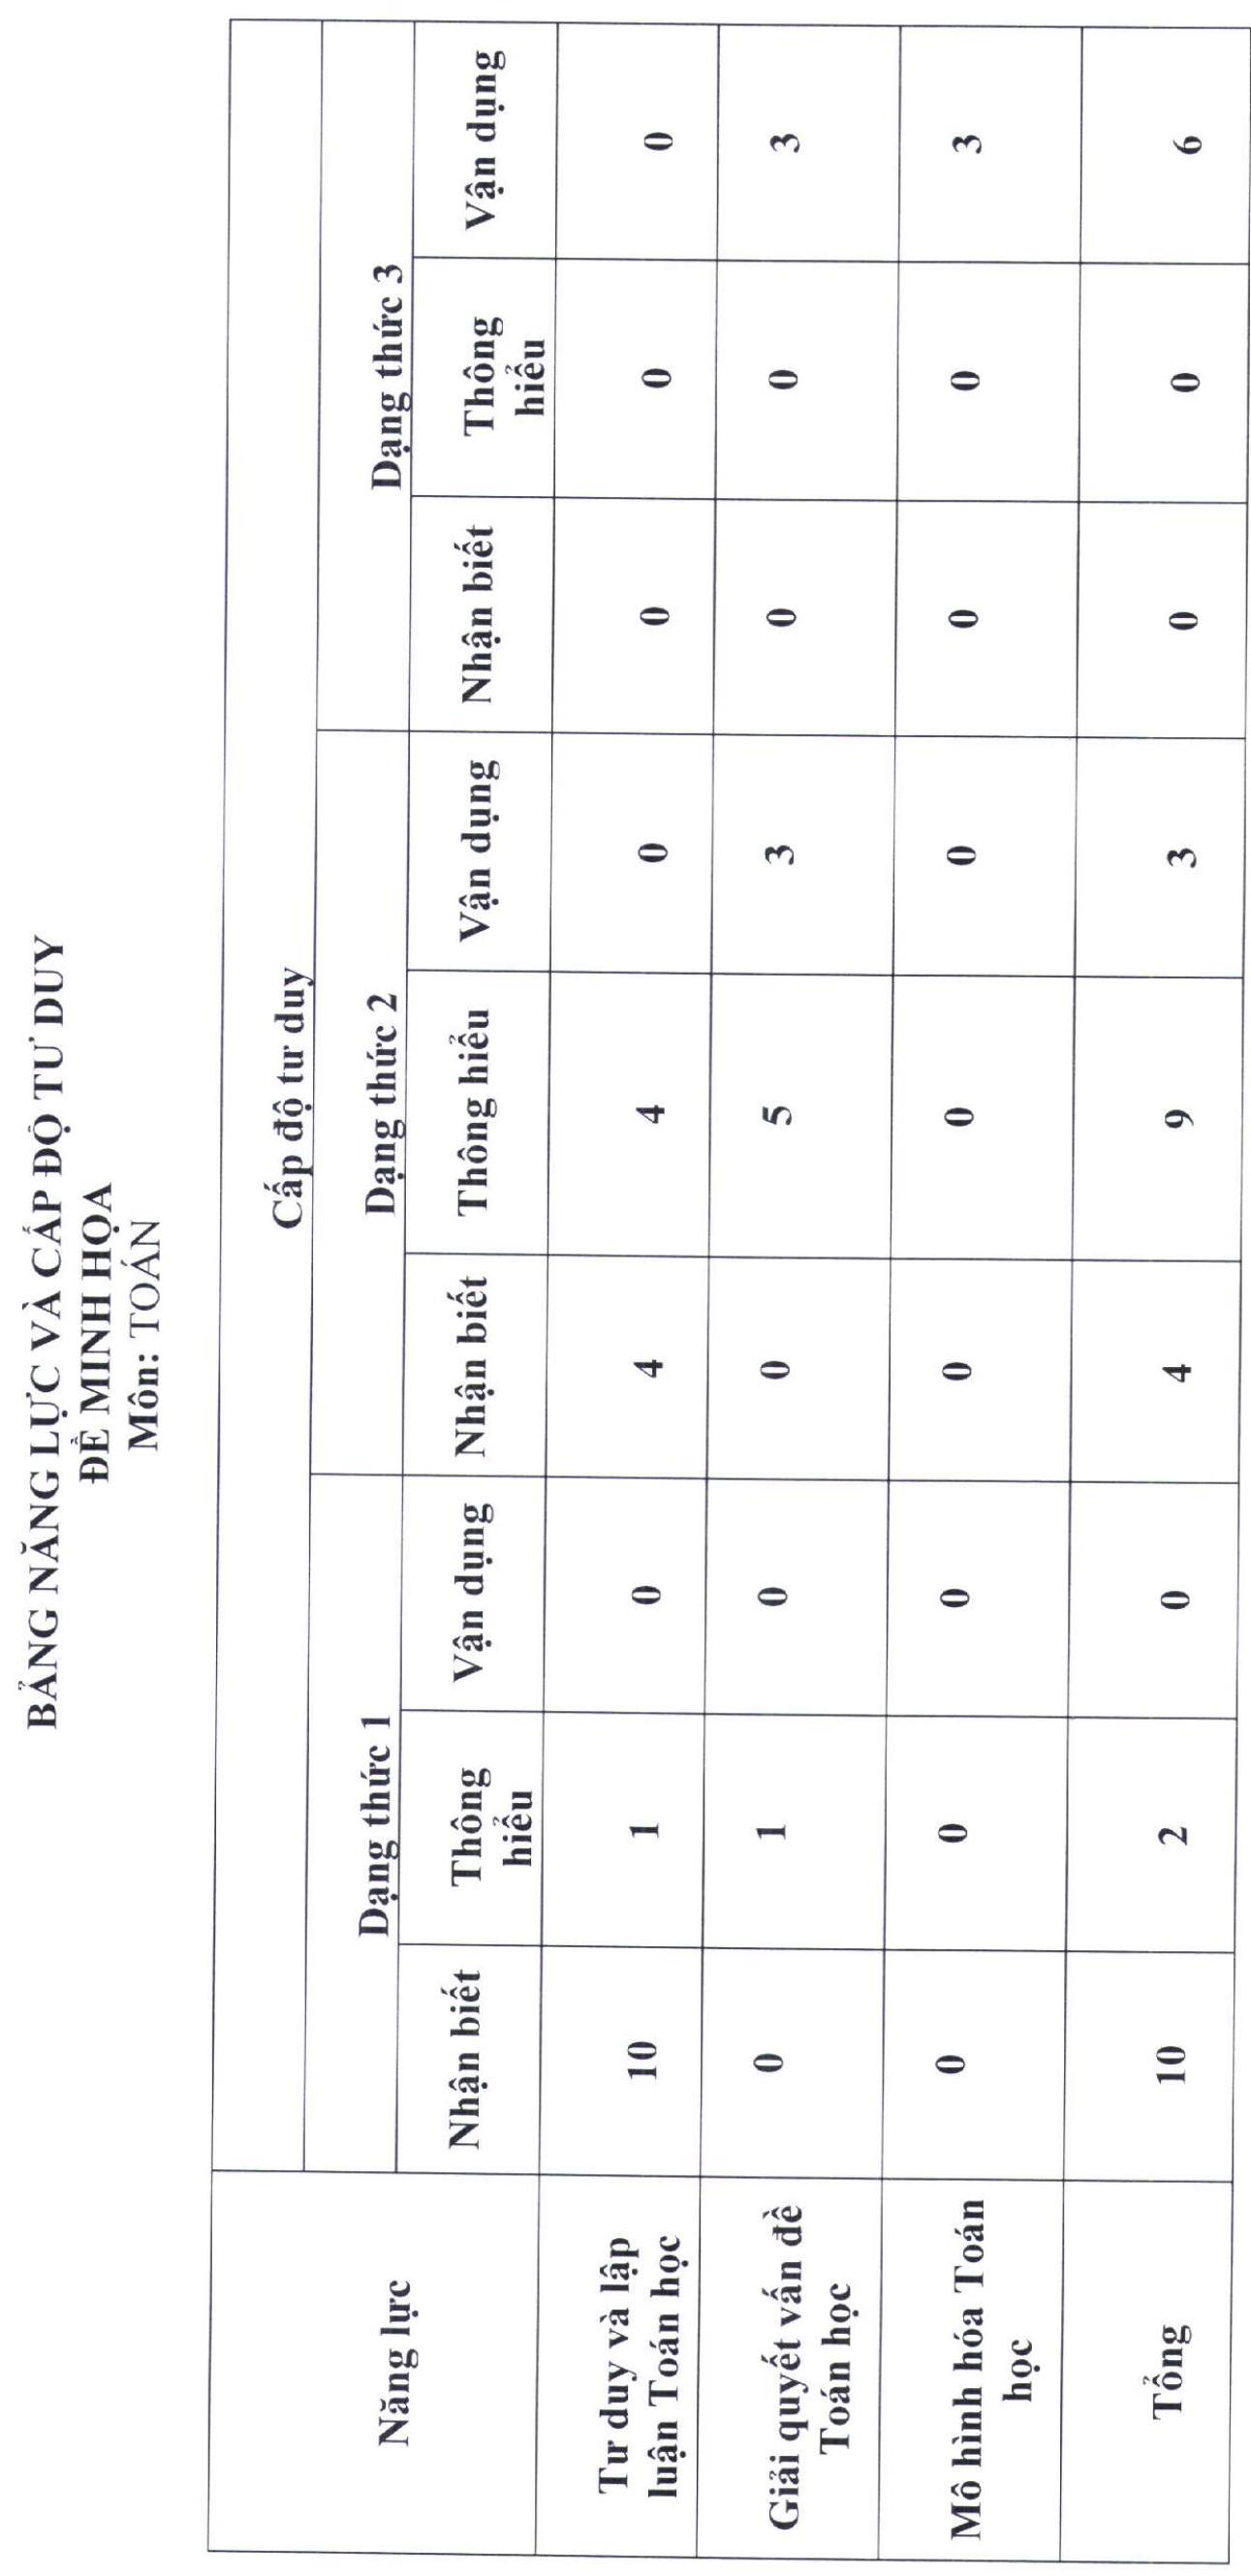 BẢNG NĂNG LỰC VÀ CẤP ĐỘ TƯ DUY
ĐỀ MINH HỌA
Môn: TOÁN
Năng lực
Cấp độ tư duy
Dạng thức 1
Dạng thức 2
Dạng thức 3
Nhận biết
Thông
hiểu
Vận dụng
Nhận biết
Thông hiểu
Vận dụng
Nhận biết
Thông
hiểu
Vận dụng
Tư duy và lập
luận Toán học
10 1 0 4 4 0 0 0 0
Giải quyết vấn đề
Toán học
0 1 0 0 5 3 0 0 3
Mô hình hóa Toán
học
0 0 0 0 0 0 0 0 3
Tổng
10 2 0 4 9 3 0 0 6